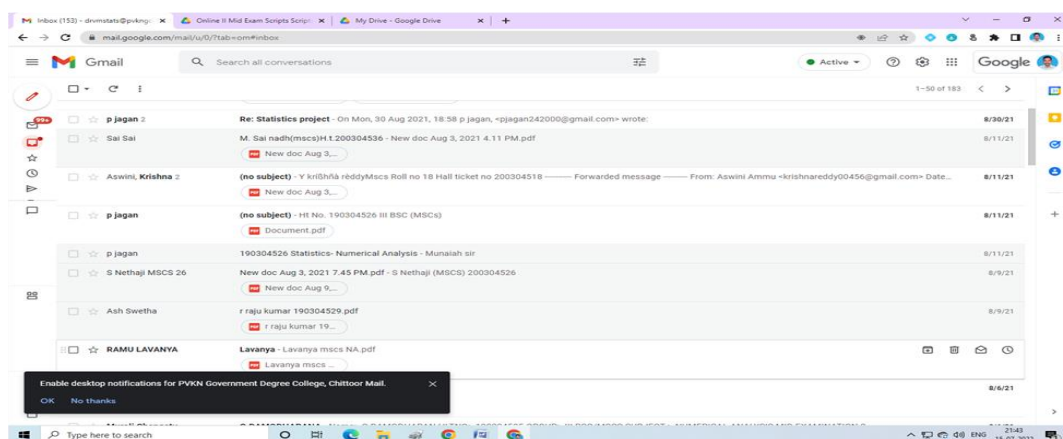 Inbox (153) - drvmstats@pvkng
Online II Mid Exam Scripts Script
My Drive - Google Drive
mail.google.com/mail/u/0/?tab=om#inbox
Gmail
Search all conversations
Active
Google
1–50 of 183
99+
p jagan 2 Re: Statistics project - On Mon, 30 Aug 2021, 18:58 p jagan, <pjagan242000@gmail.com> wrote: 8/30/21
Sai Sai M. Sai nadh(mscs)H.t.200304536 - New doc Aug 3, 2021 4.11 PM.pdf 8/11/21
PDF New doc Aug 3,...
Aswini, Krishna 2 (no subject) - Y krißhñà rèddyMscs Roll no 18 Hall ticket no 200304518 ——— Forwarded message ——— From: Aswini Ammu <krishnareddy00456@gmail.com> Date... 8/11/21
PDF New doc Aug 3,...
p jagan (no subject) - Ht No. 190304526 III BSC (MSCs) 8/11/21
PDF Document.pdf
p jagan 190304526 Statistics- Numerical Analysis - Munaiah sir 8/11/21
S Nethaji MSCS 26 New doc Aug 3, 2021 7.45 PM.pdf - S Nethaji (MSCS) 200304526 8/9/21
PDF New doc Aug 9,...
Ash Swetha r raju kumar 190304529.pdf 8/9/21
PDF r raju kumar 19...
RAMU LAVANYA Lavanya - Lavanya mscs NA.pdf
PDF Lavanya mscs ...
Enable desktop notifications for PVKN Government Degree College, Chittoor Mail.
OK No thanks
8/6/21
Type here to search
ENG
21:43